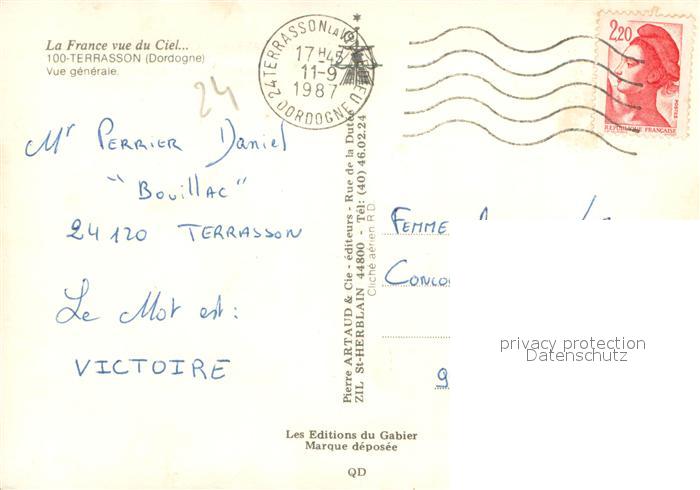 La France vue du Ciel...
100-TERRASSON (Dordogne)
Vue générale.
24
24 TERRASSON LA
17 H 45
11-9
1987
DORDOGNE
2,20
POSTES
REPUBLIQUE FRANÇAISE
Mr PERRIER Daniel
"BOUILLAC"
24120 TERRASSON
Le Mot est :
VICTOIRE
Pierre ARTAUD & Cie - éditeurs - Rue de la Dutée
ZIL St-HERBLAIN 44800 - Tél: (40) 46.02.24
Cliché aérien R.D.
FEMME
CONCO
9
privacy protection
Datenschutz
Les Editions du Gabier
Marque déposée
QD